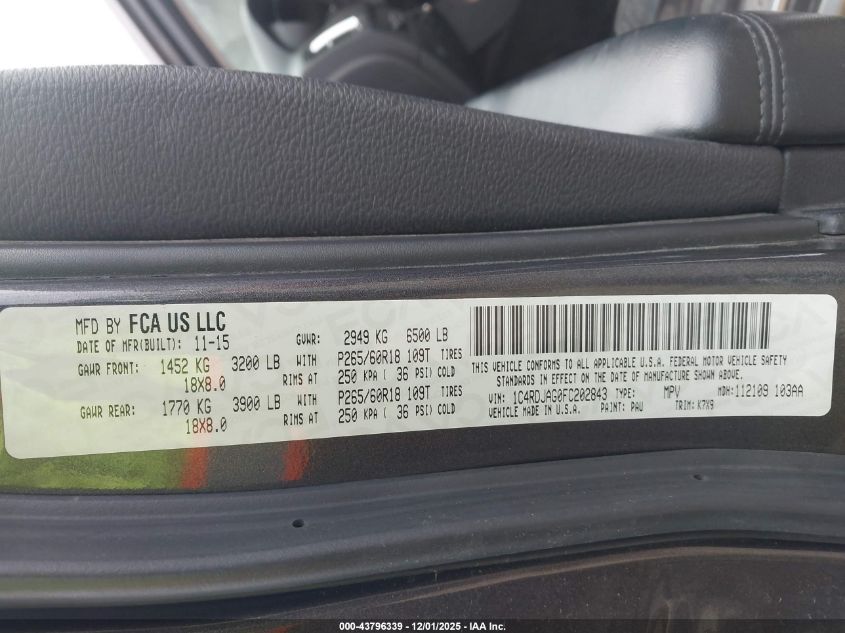 MFD BY FCA US LLC
DATE OF MFR(BUILT): 11-15 GVWR: 2949 KG 6500 LB
GAWR FRONT: 1452 KG 3200 LB WITH P265/60R18 109T TIRES
18X8.0 RIMS AT 250 KPA ( 36 PSI) COLD
GAWR REAR: 1770 KG 3900 LB WITH P265/60R18 109T TIRES
18X8.0 RIMS AT 250 KPA ( 36 PSI) COLD
THIS VEHICLE CONFORMS TO ALL APPLICABLE U.S.A. FEDERAL MOTOR VEHICLE SAFETY
STANDARDS IN EFFECT ON THE DATE OF MANUFACTURE SHOWN ABOVE.
VIN: 1C4RDJAG0FC202843 TYPE: MPV MDH: 112109 103AA
VEHICLE MADE IN U.S.A. PAINT: PAU TRIM: K7X9
000-43796339 - 12/01/2025 - IAA Inc.